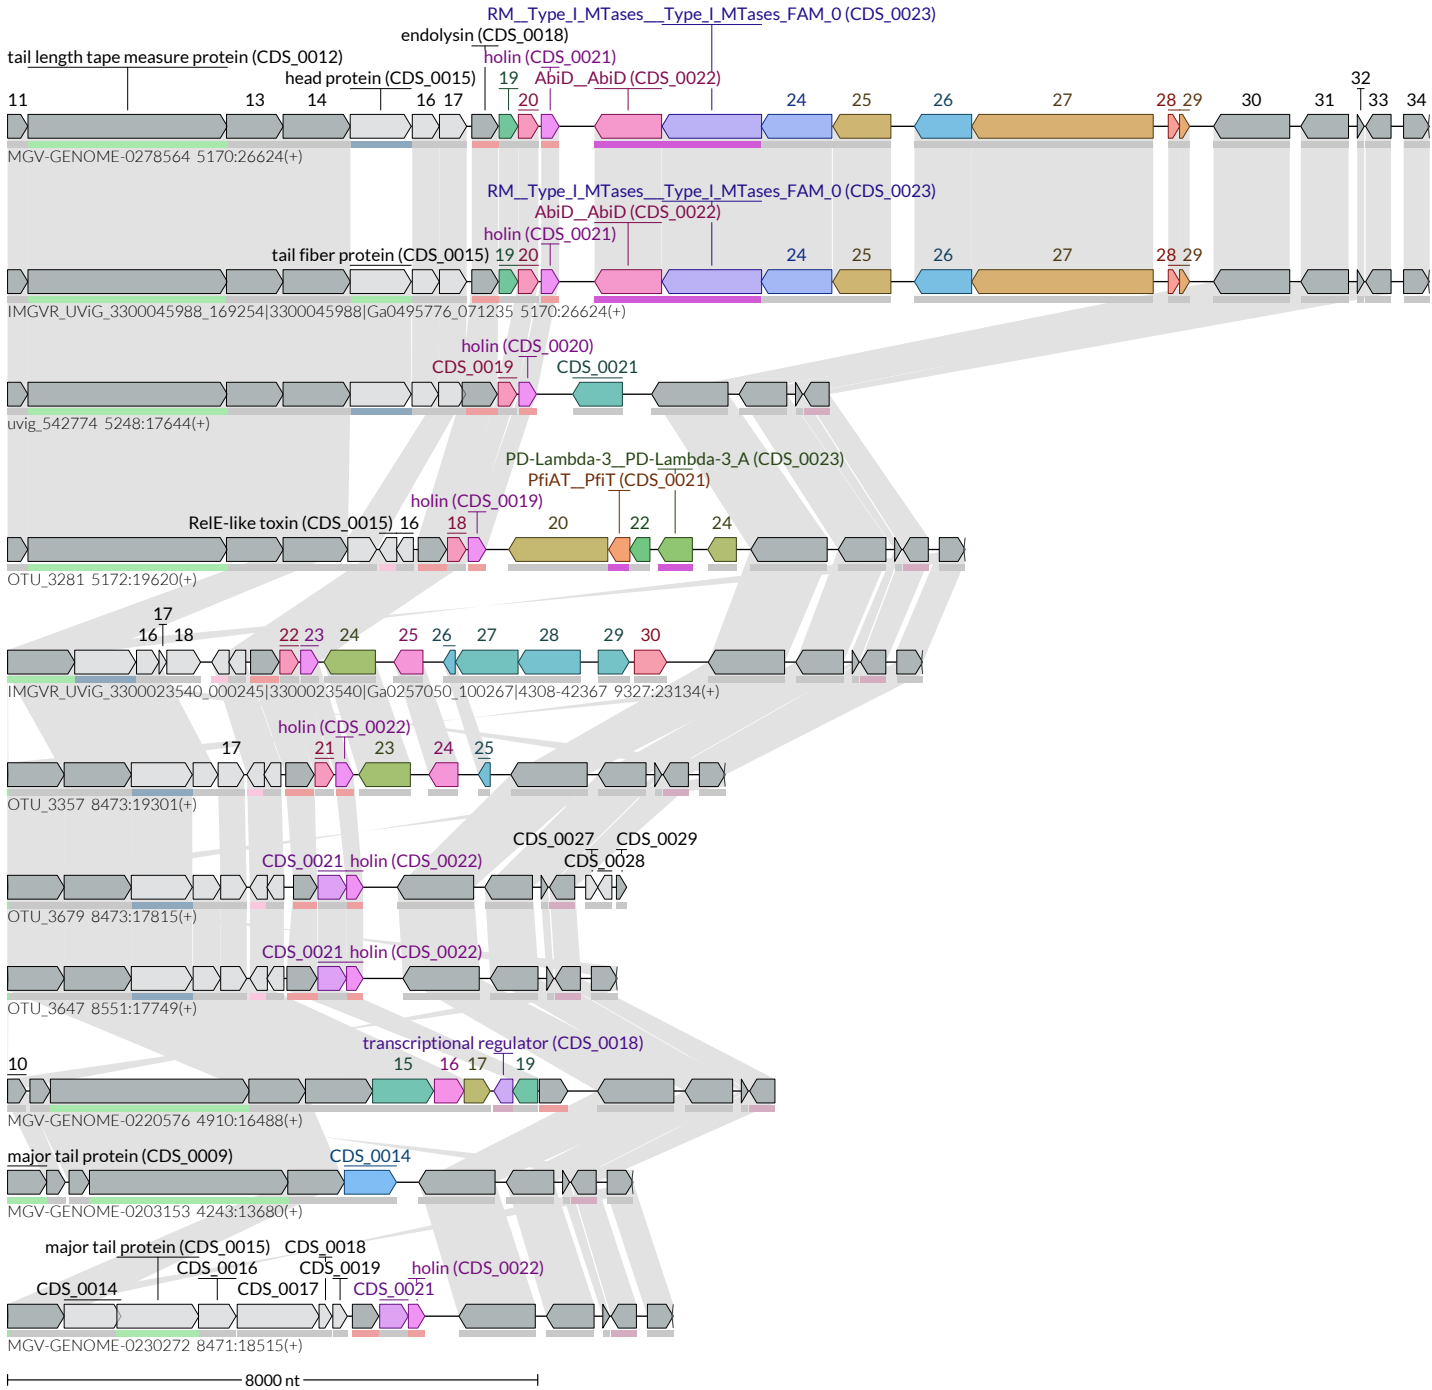 RM__Type_I_MTases___Type_I_MTases_FAM_0 (CDS_0023)
endolysin (CDS_0018)
tail length tape measure protein (CDS_0012) holin (CDS_0021)
head protein (CDS_0015) 19 AbiD__AbiD (CDS_0022) 32
11 13 14 16 17 20 24 25 26 27 28 29 30 31 33 34
MGV-GENOME-0278564 5170:26624(+)
RM__Type_I_MTases___Type_I_MTases_FAM_0 (CDS_0023)
AbiD__AbiD (CDS_0022)
holin (CDS_0021)
tail fiber protein (CDS_0015) 19 20 24 25 26 27 28 29
IMGVR_UViG_3300045988_169254|3300045988|Ga0495776_071235 5170:26624(+)
holin (CDS_0020)
CDS_0019 CDS_0021
uvig_542774 5248:17644(+)
PD-Lambda-3__PD-Lambda-3_A (CDS_0023)
PfiAT__PfiT (CDS_0021)
holin (CDS_0019)
RelE-like toxin (CDS_0015) 16 18 20 22 24
OTU_3281 5172:19620(+)
17
16 18 22 23 24 25 26 27 28 29 30
IMGVR_UViG_3300023540_000245|3300023540|Ga0257050_100267|4308-42367 9327:23134(+)
holin (CDS_0022)
17 21 23 24 25
OTU_3357 8473:19301(+)
CDS_0027 CDS_0029
CDS_0021 holin (CDS_0022) CDS_0028
OTU_3679 8473:17815(+)
CDS_0021 holin (CDS_0022)
OTU_3647 8551:17749(+)
transcriptional regulator (CDS_0018)
10 15 16 17 19
MGV-GENOME-0220576 4910:16488(+)
major tail protein (CDS_0009) CDS_0014
MGV-GENOME-0203153 4243:13680(+)
major tail protein (CDS_0015) CDS_0018
CDS_0016 CDS_0019 holin (CDS_0022)
CDS_0014 CDS_0017 CDS_0021
MGV-GENOME-0230272 8471:18515(+)
8000 nt